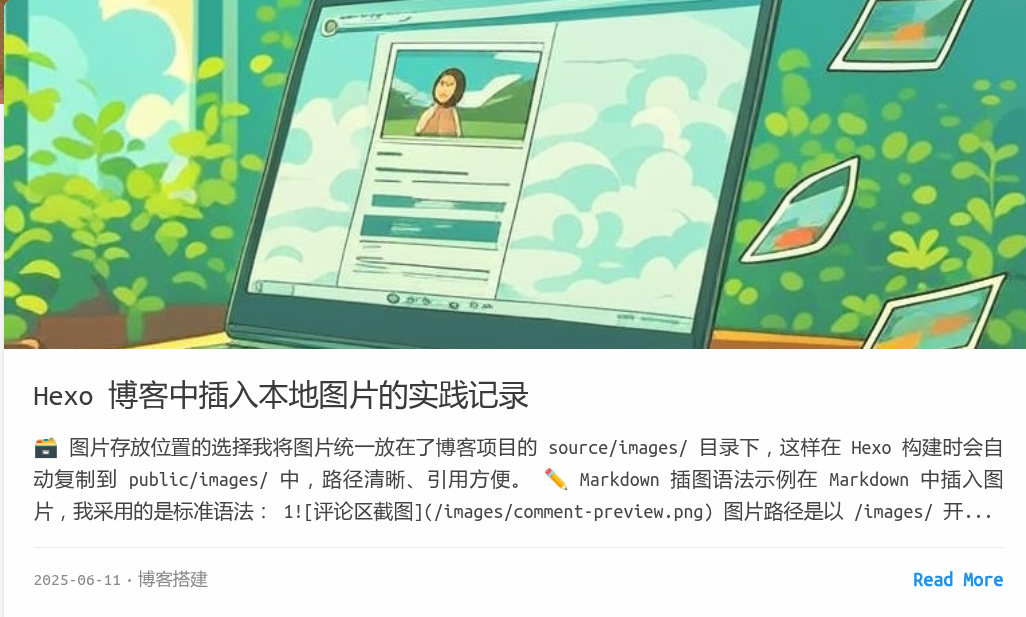 Hexo 博客中插入本地图片的实践记录
🗃️ 图片存放位置的选择我将图片统一放在了博客项目的 source/images/ 目录下，这样在 Hexo 构建时会自
动复制到 public/images/ 中，路径清晰、引用方便。 ✏️ Markdown 插图语法示例在 Markdown 中插入图
片，我采用的是标准语法： 1![评论区截图](/images/comment-preview.png) 图片路径是以 /images/ 开...
2025-06-11 · 博客搭建
Read More